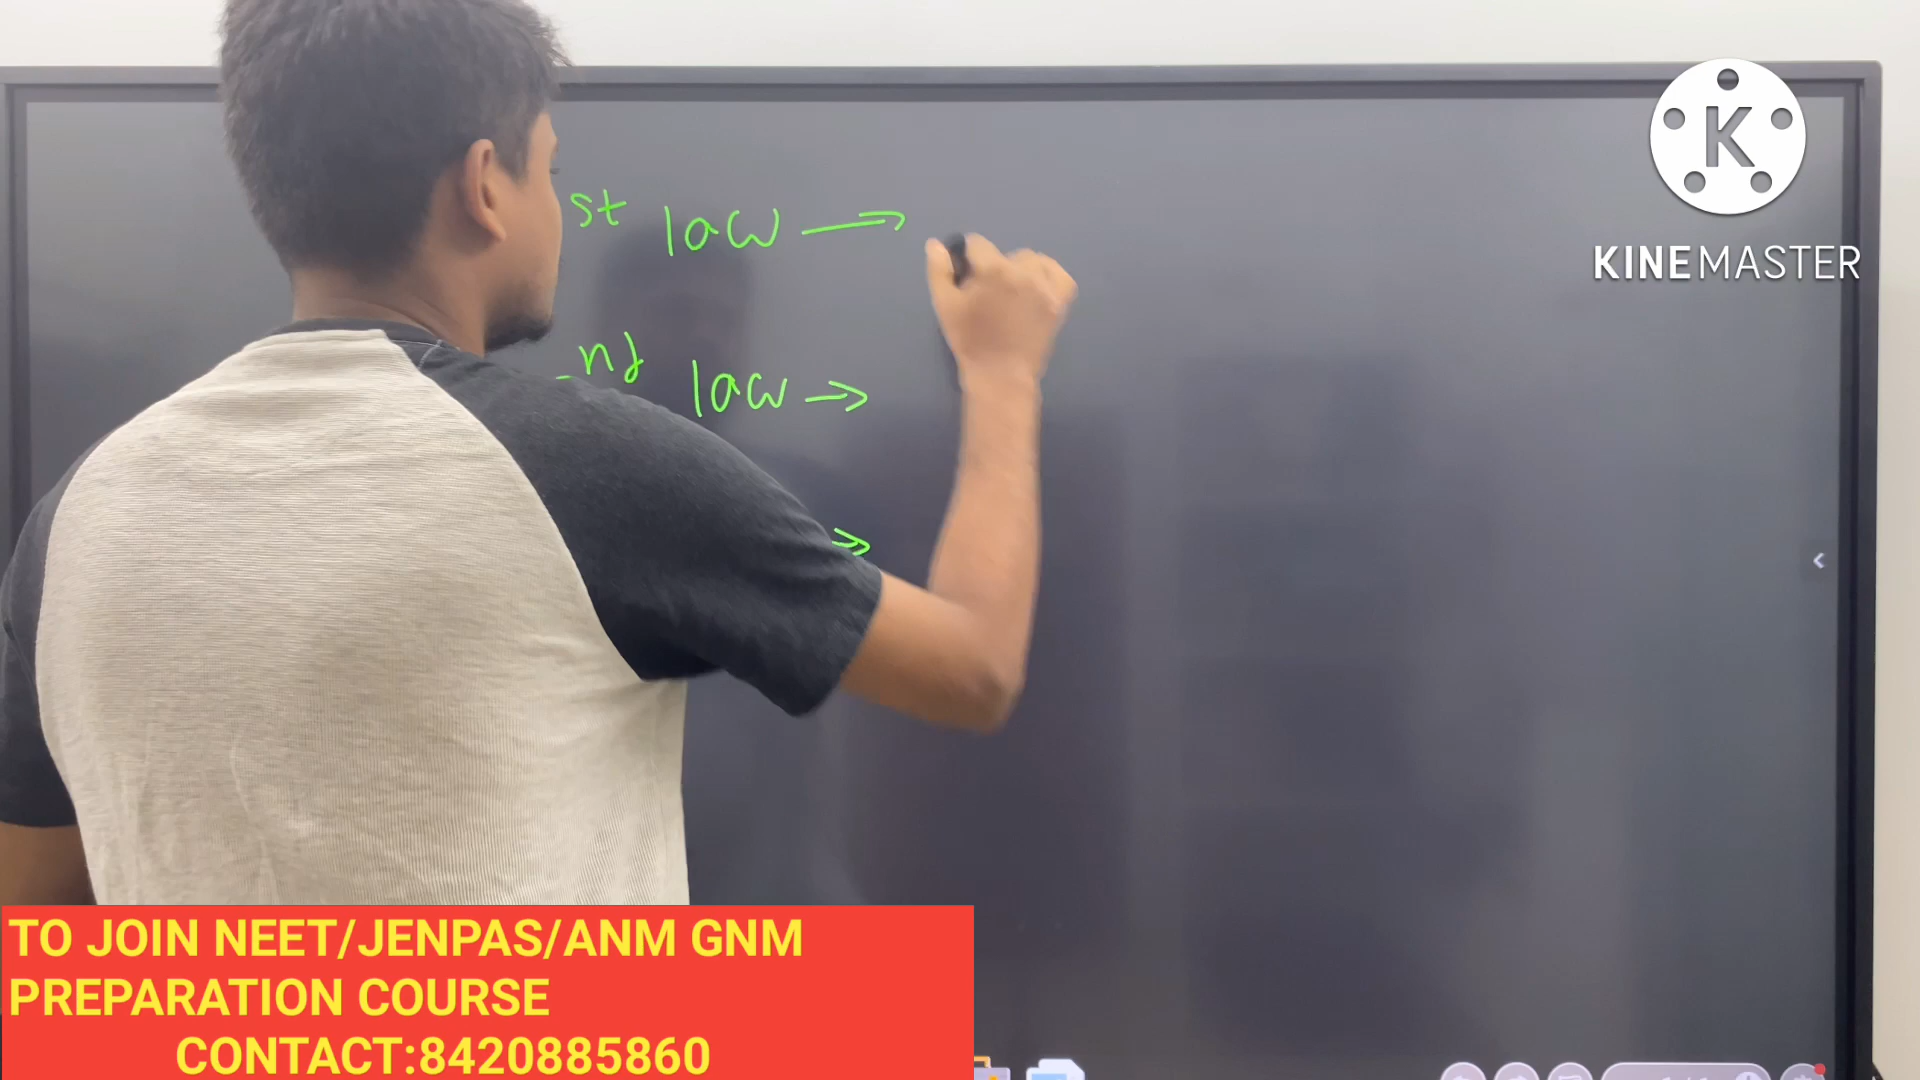 st law →
nd law →
→
K
KINEMASTER
TO JOIN NEET/JENPAS/ANM GNM
PREPARATION COURSE
CONTACT:8420885860